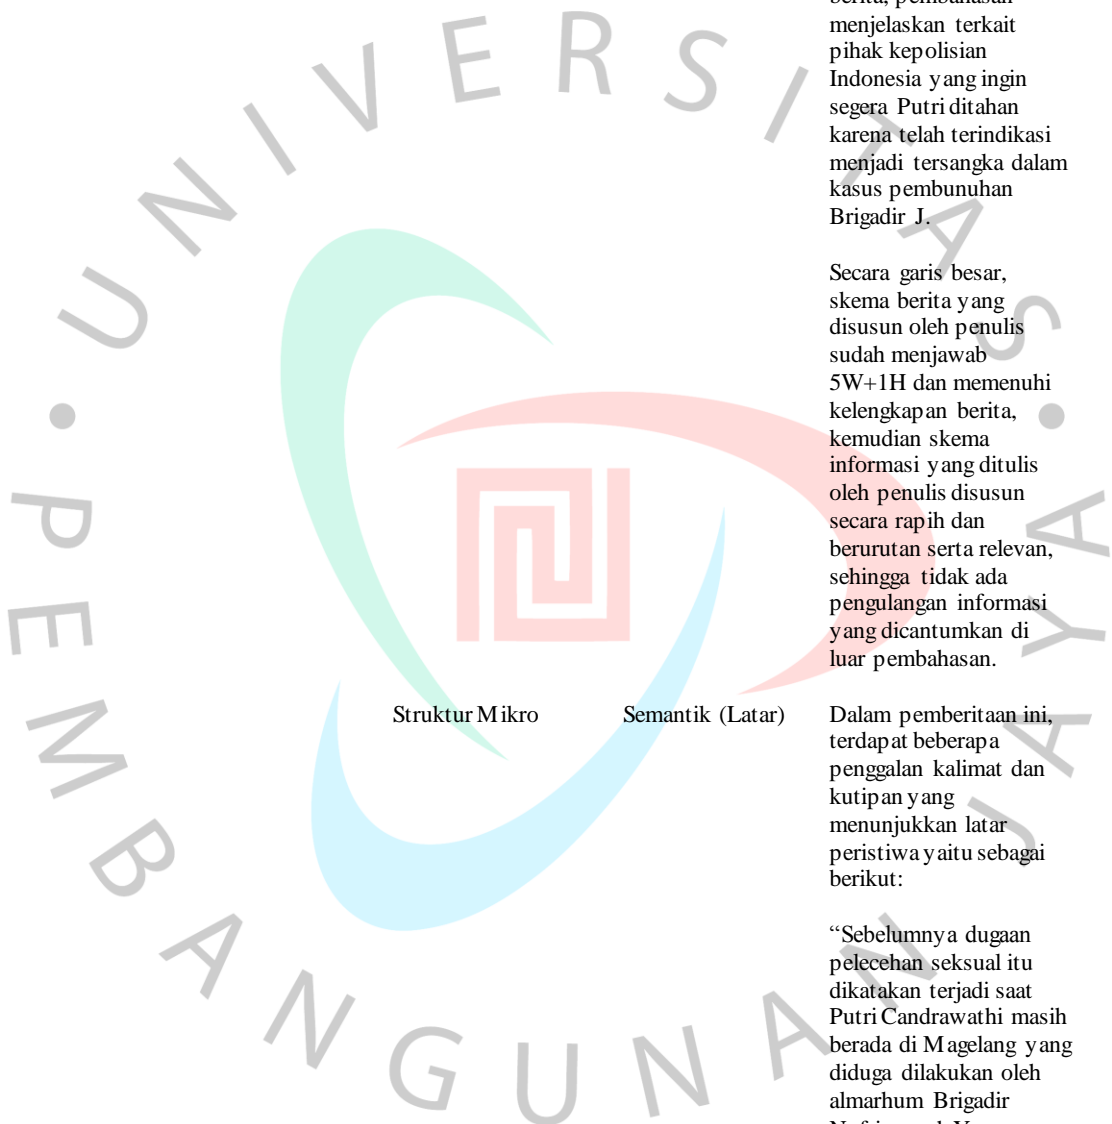 berita, pembahasan
menjelaskan terkait
pihak kepolisian
Indonesia yang ingin
segera Putri ditahan
karena telah terindikasi
menjadi tersangka dalam
kasus pembunuhan
Brigadir J.
Secara garis besar,
skema berita yang
disusun oleh penulis
sudah menjawab
5W+1H dan memenuhi
kelengkapan berita,
kemudian skema
informasi yang ditulis
oleh penulis disusun
secara rapih dan
berurutan serta relevan,
sehingga tidak ada
pengulangan informasi
yang dicantumkan di
luar pembahasan.
Struktur Mikro
Semantik (Latar)
Dalam pemberitaan ini,
terdapat beberapa
penggalan kalimat dan
kutipan yang
menunjukkan latar
peristiwa yaitu sebagai
berikut:
“Sebelumnya dugaan
pelecehan seksual itu
dikatakan terjadi saat
Putri Candrawathi masih
berada di Magelang yang
diduga dilakukan oleh
almarhum Brigadir
UNIVERSITAS
PEMBANGUNAN
JAYA